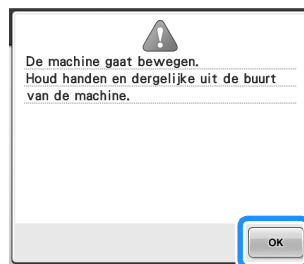 De machine gaat bewegen.
Houd handen en dergelijke uit de buurt
van de machine.
OK